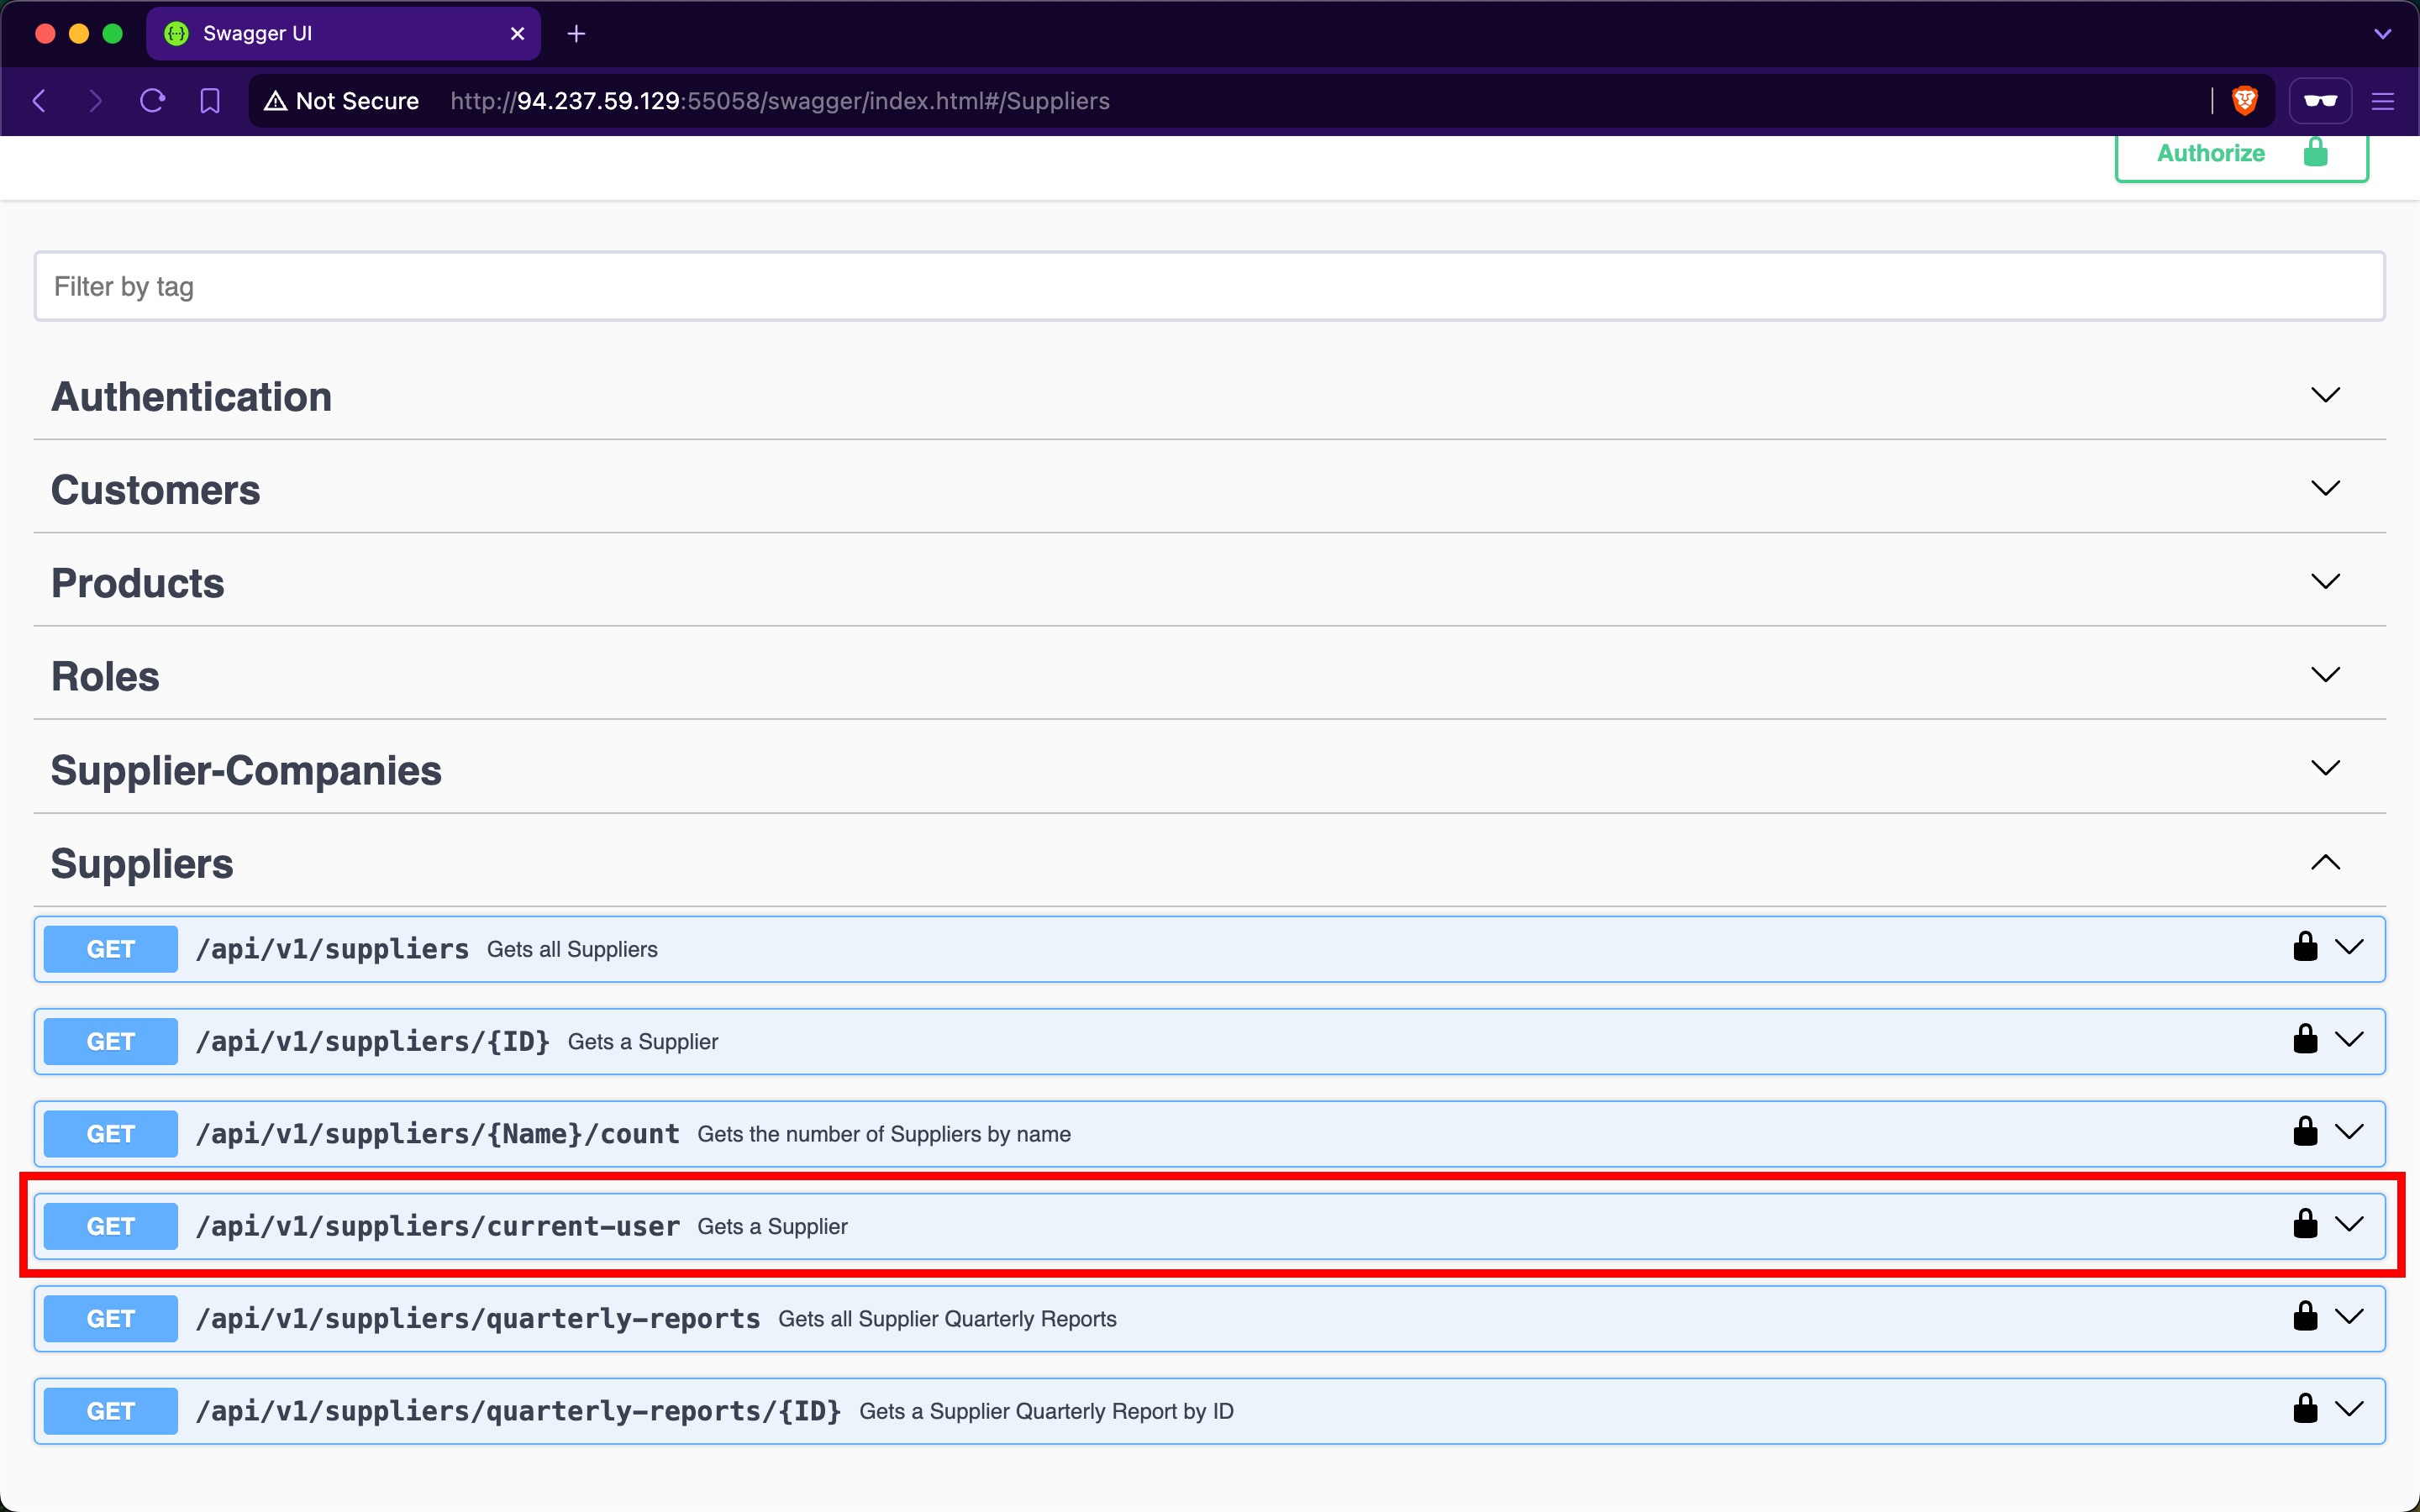 Swagger UI
Not Secure http://94.237.59.129:55058/swagger/index.html#/Suppliers
Authorize
Filter by tag
Authentication
Customers
Products
Roles
Supplier-Companies
Suppliers
GET /api/v1/suppliers Gets all Suppliers
GET /api/v1/suppliers/{ID} Gets a Supplier
GET /api/v1/suppliers/{Name}/count Gets the number of Suppliers by name
GET /api/v1/suppliers/current-user Gets a Supplier
GET /api/v1/suppliers/quarterly-reports Gets all Supplier Quarterly Reports
GET /api/v1/suppliers/quarterly-reports/{ID} Gets a Supplier Quarterly Report by ID